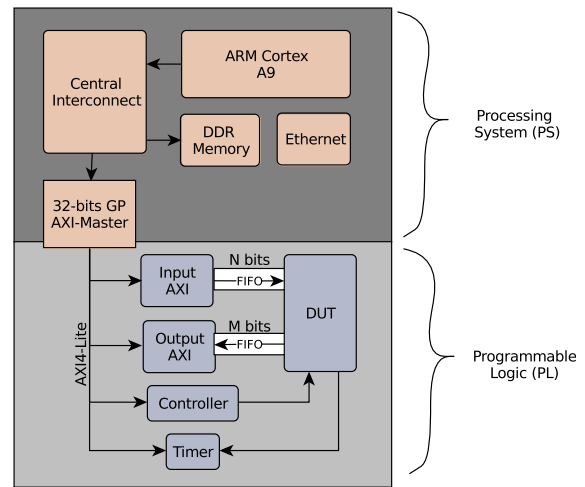 ARM Cortex
A9
Central
Interconnect
DDR
Memory
Ethernet
Processing
System (PS)
32-bits GP
AXI-Master
N bits
Input
AXI
FIFO
DUT
M bits
Output
AXI
FIFO
AXI4-Lite
Controller
Timer
Programmable
Logic (PL)